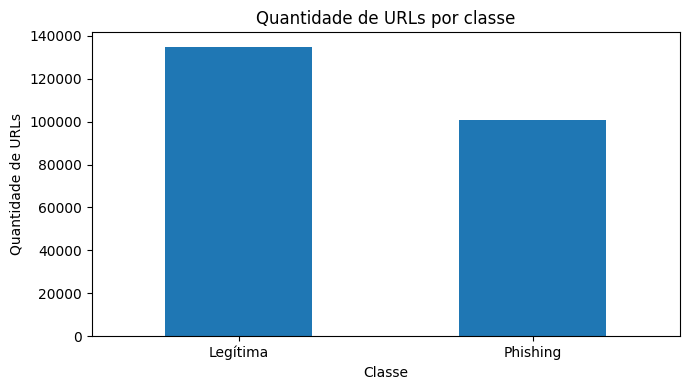 Quantidade de URLs por classe
Quantidade de URLs
140000
120000
100000
80000
60000
40000
20000
0
Legítima
Phishing
Classe